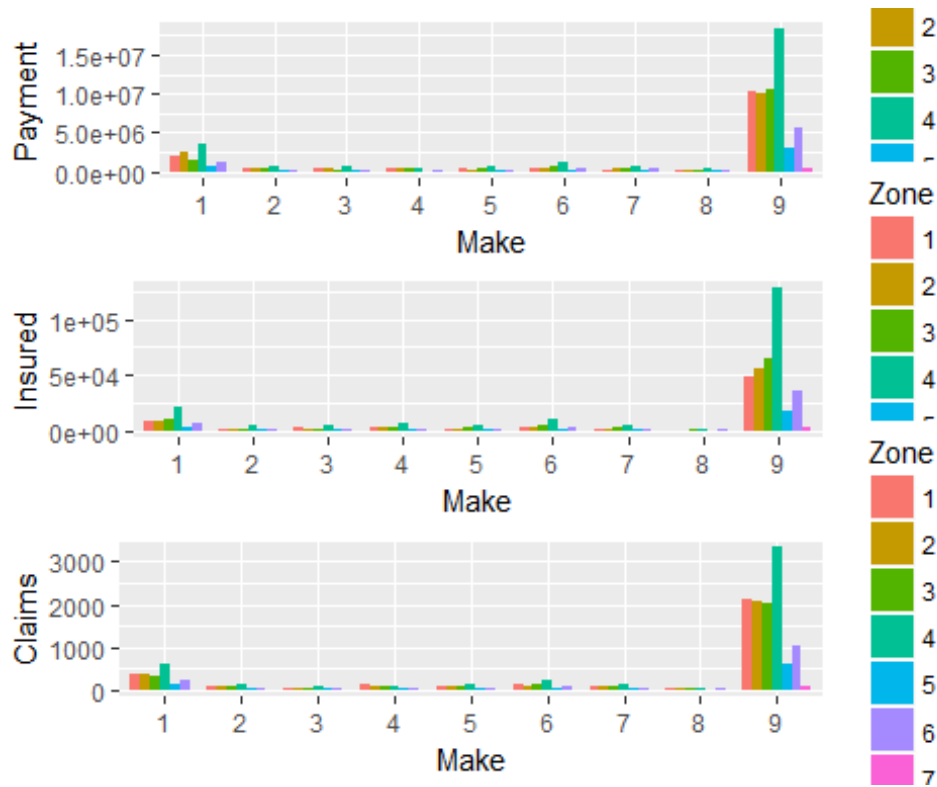 Payment
1.5e+07
1.0e+07
5.0e+06
0.0e+00
1 2 3 4 5 6 7 8 9
Make
2
3
4
Zone
1
2
3
4
Insured
1e+05
5e+04
0e+00
1 2 3 4 5 6 7 8 9
Make
Zone
1
2
3
4
5
6
7
Claims
3000
2000
1000
0
1 2 3 4 5 6 7 8 9
Make